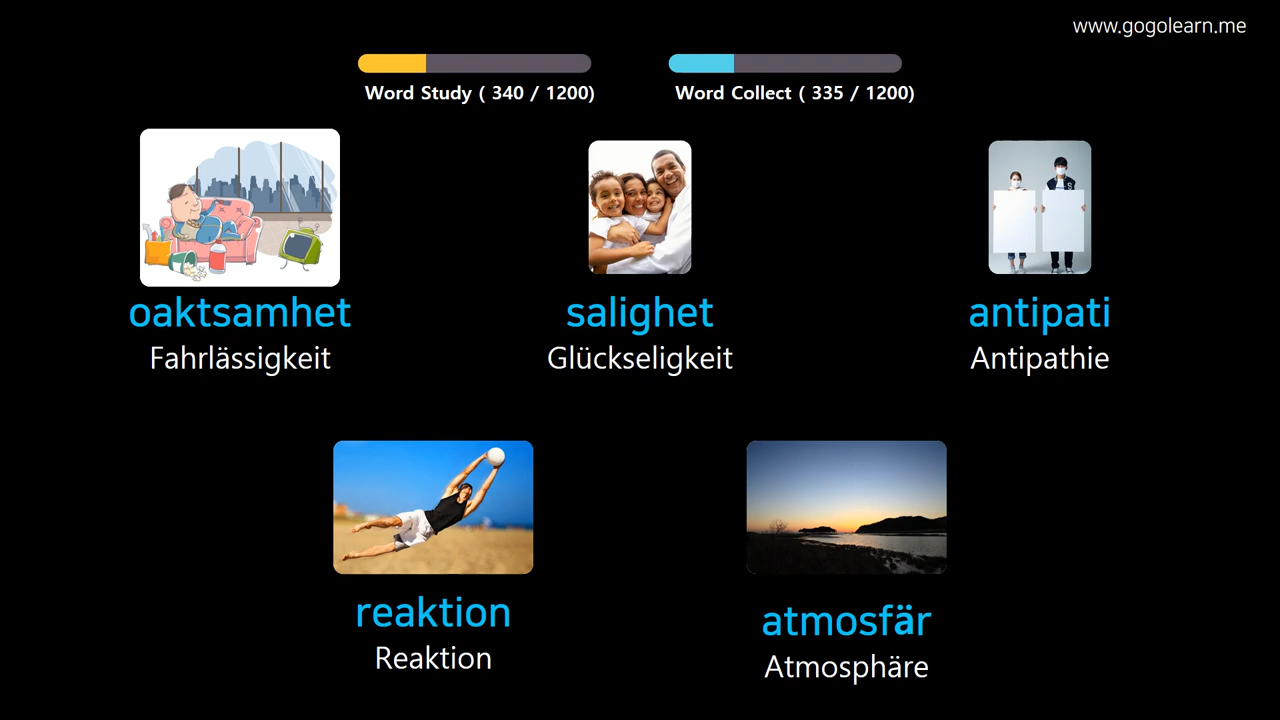 www.gogolearn.me
Word Study ( 340 / 1200)
Word Collect ( 335 / 1200)
oaktsamhet
Fahrlässigkeit
salighet
Glückseligkeit
antipati
Antipathie
reaktion
Reaktion
atmosfär
Atmosphäre